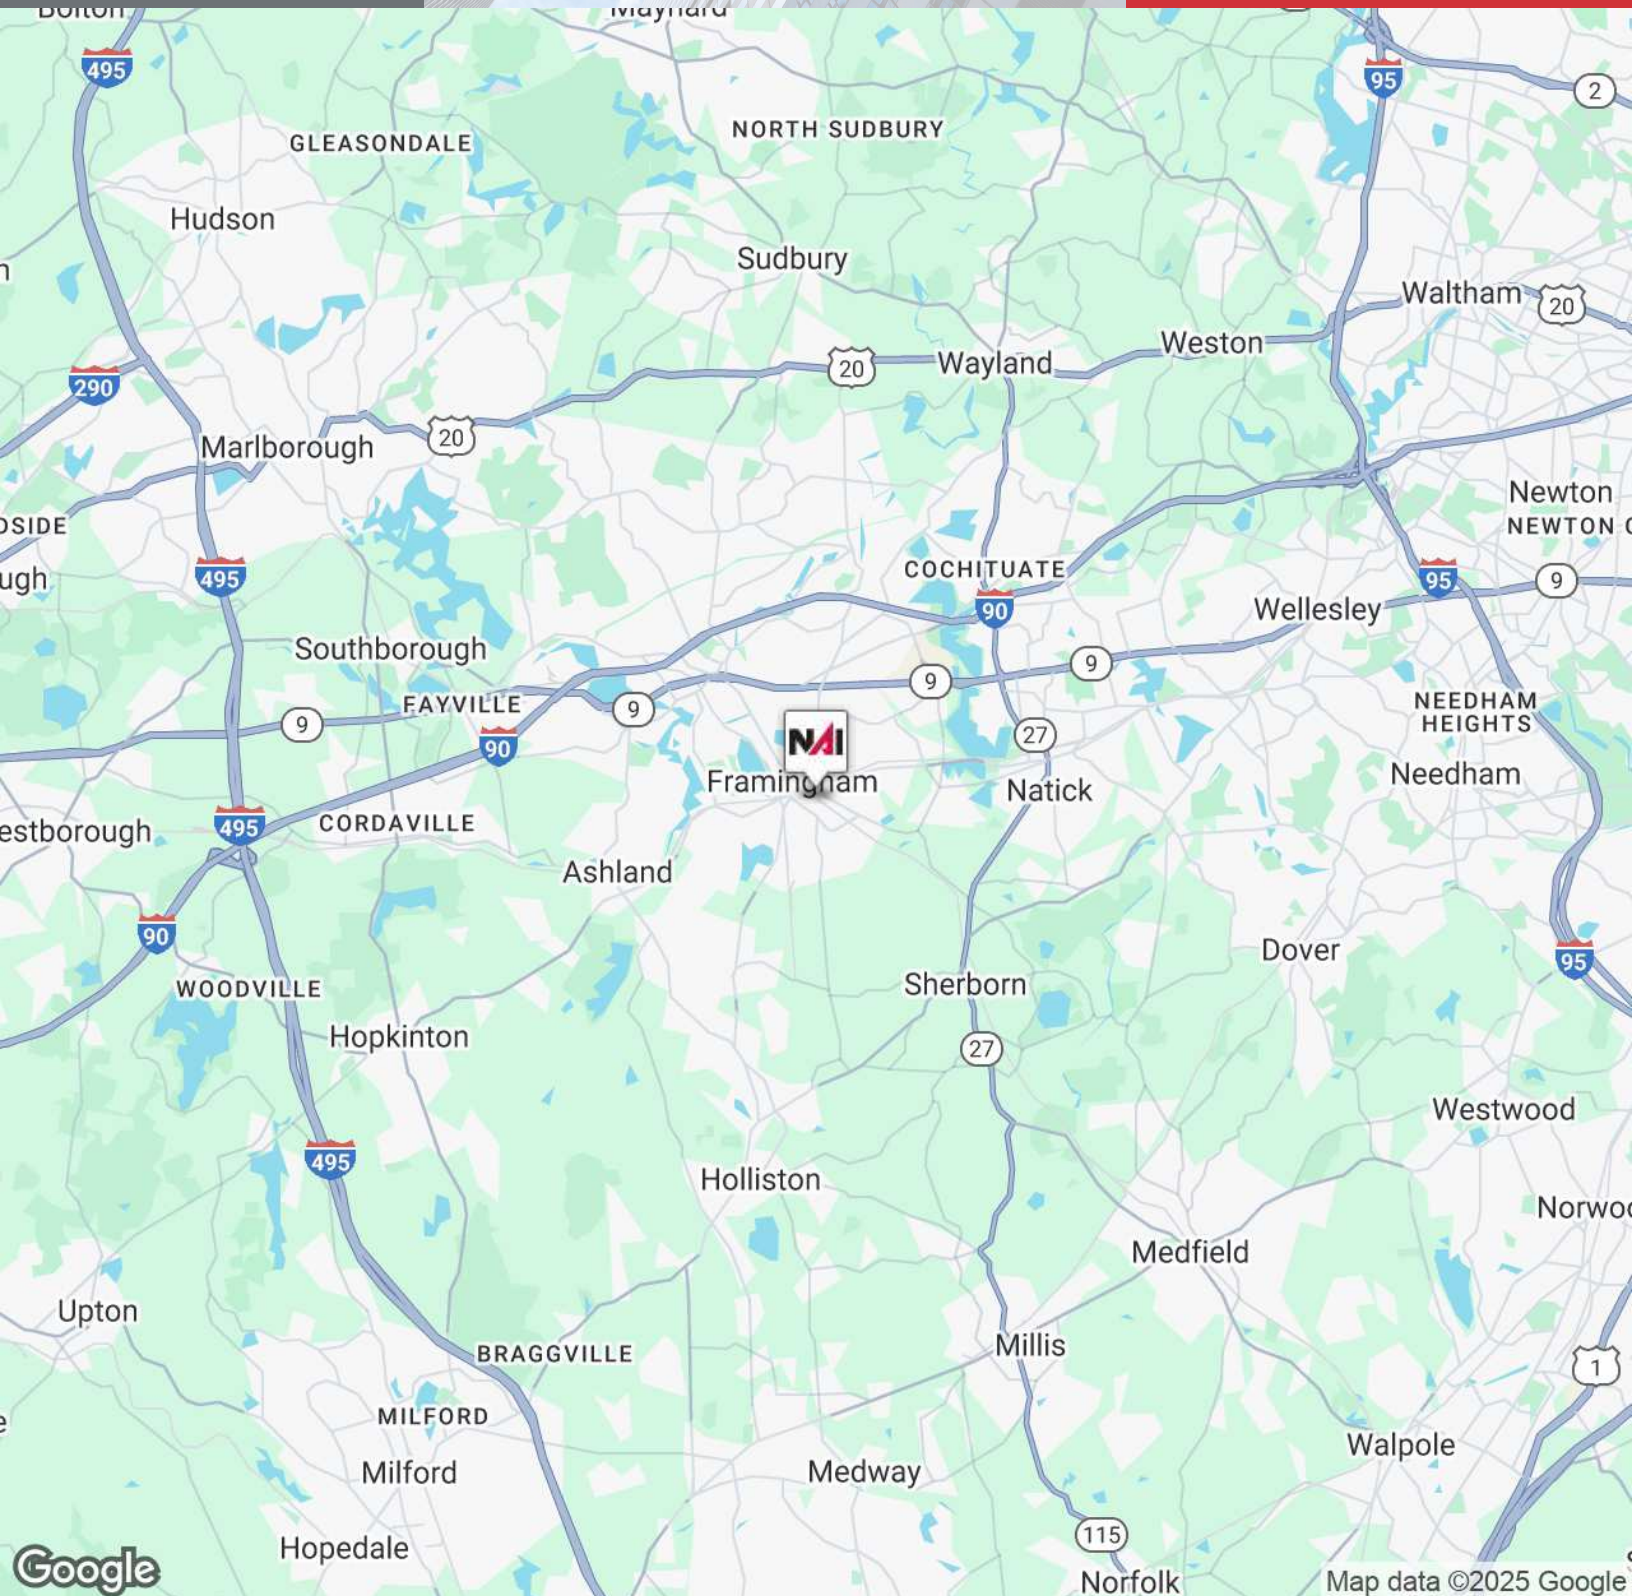 Bolton
Maynard
495
95
2
NORTH SUDBURY
GLEASONDALE
Hudson
Sudbury
Waltham
20
Weston
Wayland
20
290
20
Marlborough
Newton
NEWTON
495
COCHITUATE
95
9
90
Wellesley
Southborough
9
9
FAYVILLE
9
9
NEEDHAM
HEIGHTS
90
27
NAI
Framingham
Natick
Needham
495
CORDAVILLE
Ashland
90
Dover
95
WOODVILLE
Sherborn
Hopkinton
27
Westwood
495
Holliston
Medfield
Upton
BRAGGVILLE
Millis
1
MILFORD
Milford
Medway
Walpole
115
Hopedale
Google
Norfolk
Map data ©2025 Google